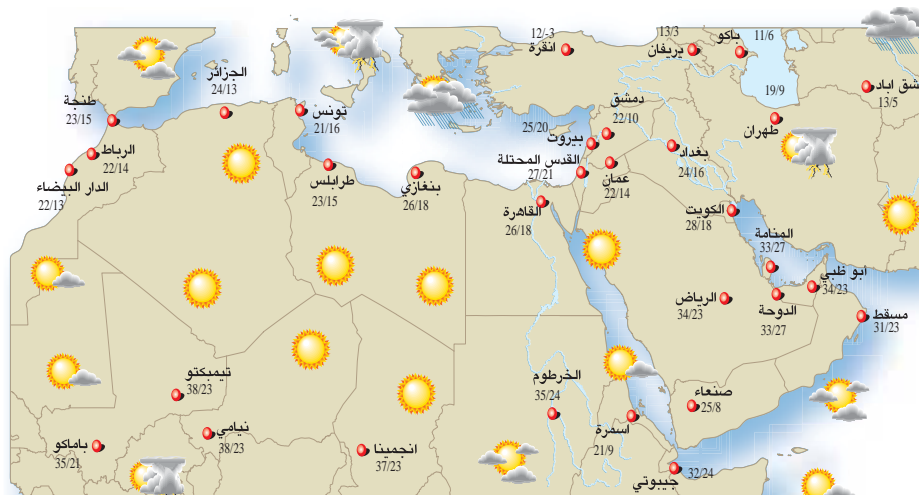 12/-3
انقرة
13/3
يريفان
11/6
باكو
شق اباد
13/5
19/9
طهران
الجزائر
24/13
طنجة
23/15
تونس
21/16
دمشق
22/10
25/20
بيروت
القدس المحتلة
27/21
بغداد
24/16
عمان
22/14
الرباط
22/14
الدار البيضاء
22/13
طرابلس
23/15
بنغازي
26/18
القاهرة
26/18
الكويت
28/18
المنامة
33/27
ابو ظبي
34/23
الرياض
34/23
الدوحة
33/27
مسقط
31/23
تيمبكتو
38/23
الخرطوم
35/24
صنعاء
25/8
اسمرة
21/9
نيامي
38/23
باماكو
35/21
انجمينا
37/23
32/24
جيبوتي